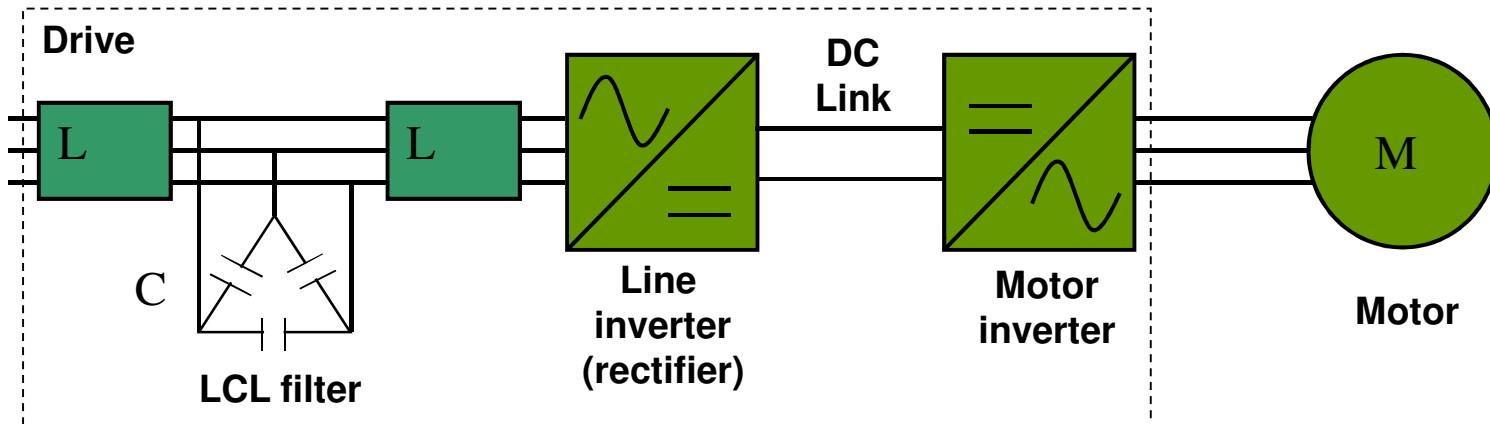 Drive
L
L
DC
Link
M
C
Line
inverter
(rectifier)
Motor
inverter
Motor
LCL filter